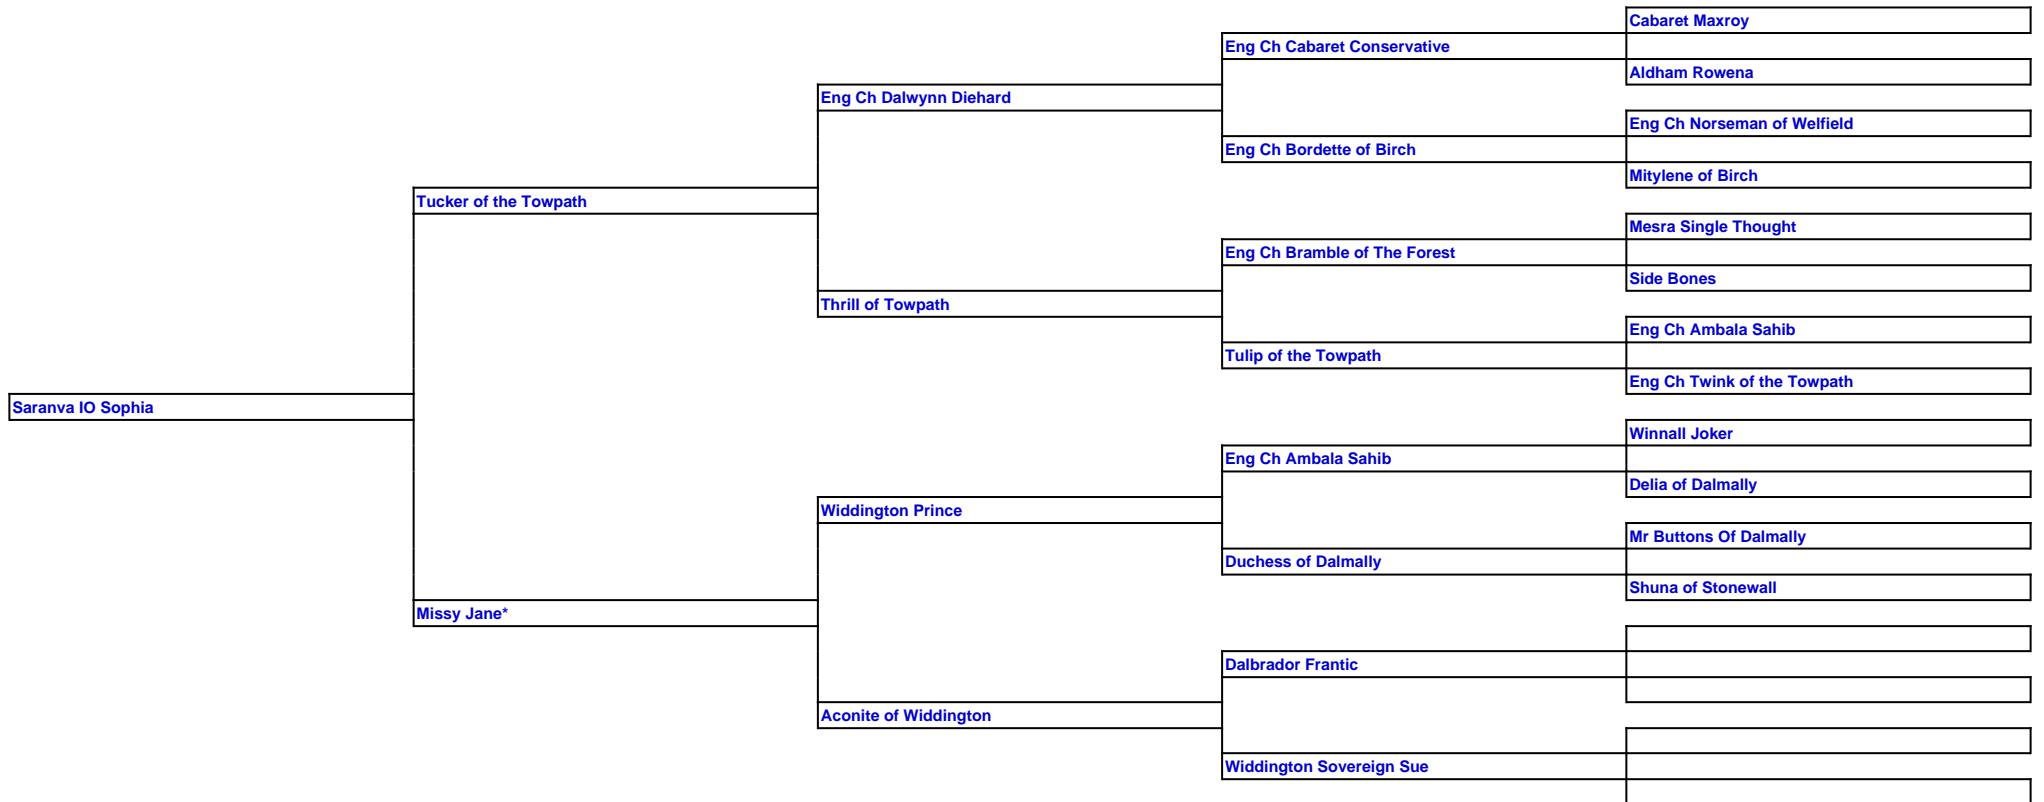 Cabaret Maxroy
Eng Ch Cabaret Conservative
Aldham Rowena
Eng Ch Dalwynn Diehard
Eng Ch Norseman of Welfield
Eng Ch Bordette of Birch
Mitylene of Birch
Tucker of the Towpath
Mesra Single Thought
Eng Ch Bramble of The Forest
Side Bones
Thrill of Towpath
Eng Ch Ambala Sahib
Tulip of the Towpath
Eng Ch Twink of the Towpath
Saranva IO Sophia
Winnall Joker
Eng Ch Ambala Sahib
Delia of Dalmally
Widdington Prince
Mr Buttons Of Dalmally
Duchess of Dalmally
Shuna of Stonewall
Missy Jane*
Dalbrador Frantic
Aconite of Widdington
Widdington Sovereign Sue